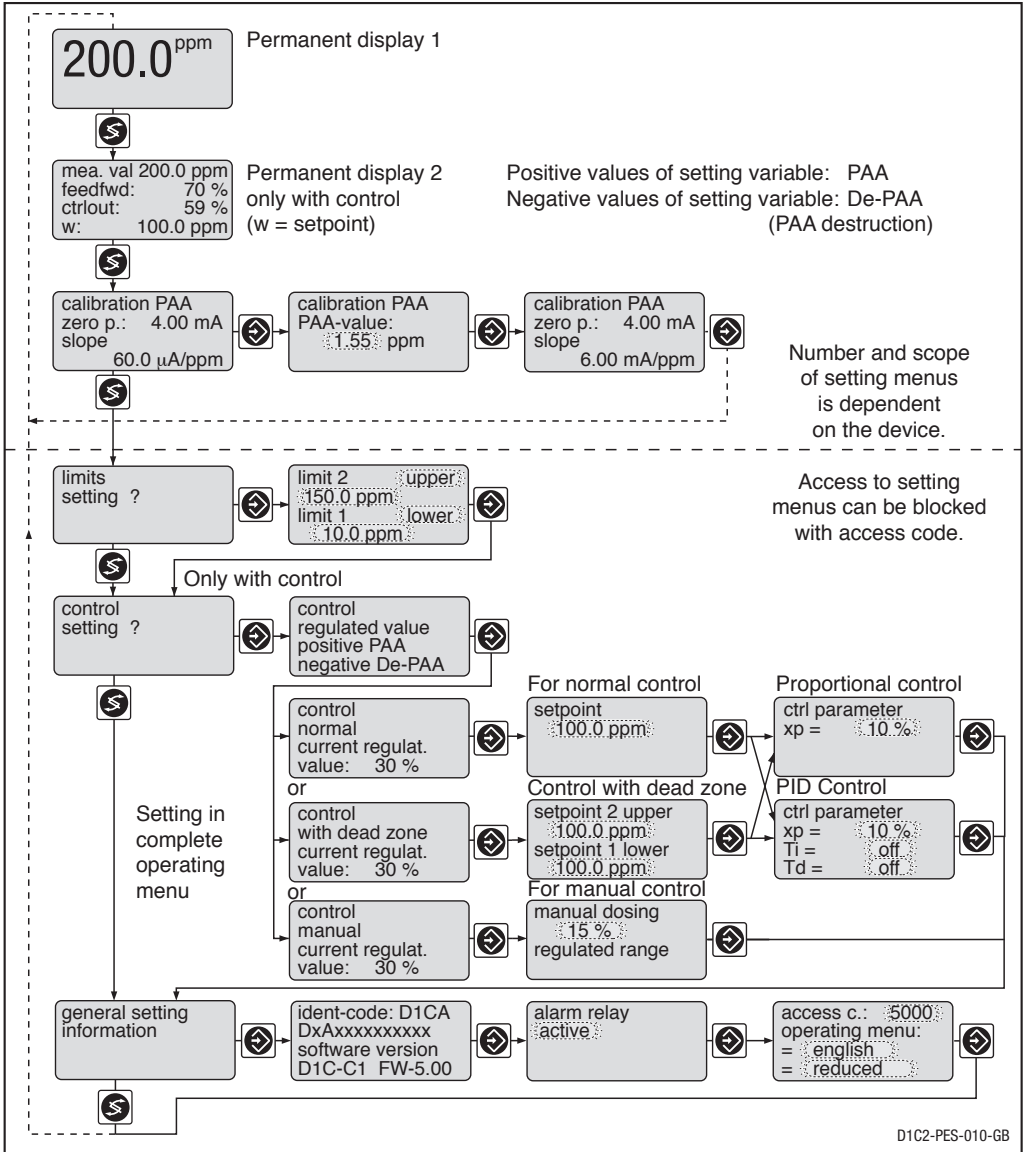 200.0 ppm
Permanent display 1
mea. val 200.0 ppm
feedfwd: 70 %
ctrlout: 59 %
w: 100.0 ppm
Permanent display 2
only with control
(w = setpoint)
Positive values of setting variable: PAA
Negative values of setting variable: De-PAA
(PAA destruction)
calibration PAA
zero p.: 4.00 mA
slope
60.0 µA/ppm
calibration PAA
PAA-value:
1.55 ppm
calibration PAA
zero p.: 4.00 mA
slope
6.00 mA/ppm
Number and scope
of setting menus
is dependent
on the device.
limits
setting ?
limit 2 upper
150.0 ppm
limit 1 lower
10.0 ppm
Access to setting
menus can be blocked
with access code.
Only with control
control
setting ?
control
regulated value
positive PAA
negative De-PAA
control
normal
current regulat.
value: 30 %
For normal control
setpoint
100.0 ppm
Proportional control
ctrl parameter
xp = 10 %
or
Setting in
complete
operating
menu
control
with dead zone
current regulat.
value: 30 %
Control with dead zone
setpoint 2 upper
100.0 ppm
setpoint 1 lower
100.0 ppm
PID Control
ctrl parameter
xp = 10 %
Ti = off
Td = off
or
control
manual
current regulat.
value: 30 %
For manual control
manual dosing
15 %
regulated range
general setting
information
ident-code: D1CA
DxAxxxxxxxxxx
software version
D1C-C1 FW-5.00
alarm relay
active
access c.: 5000
operating menu:
= english
= reduced
D1C2-PES-010-GB